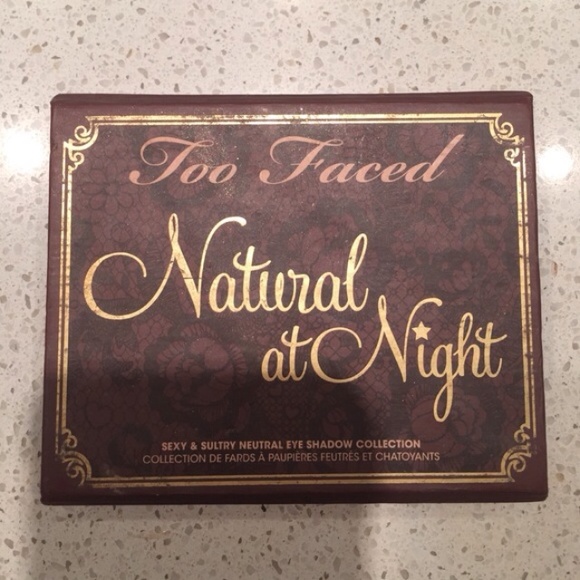 Too Faced
Natural
at Night
SEXY & SULTRY NEUTRAL EYE SHADOW COLLECTION
COLLECTION DE FARDS À PAUPIÈRES FEUTRÉS ET CHATOYANTS